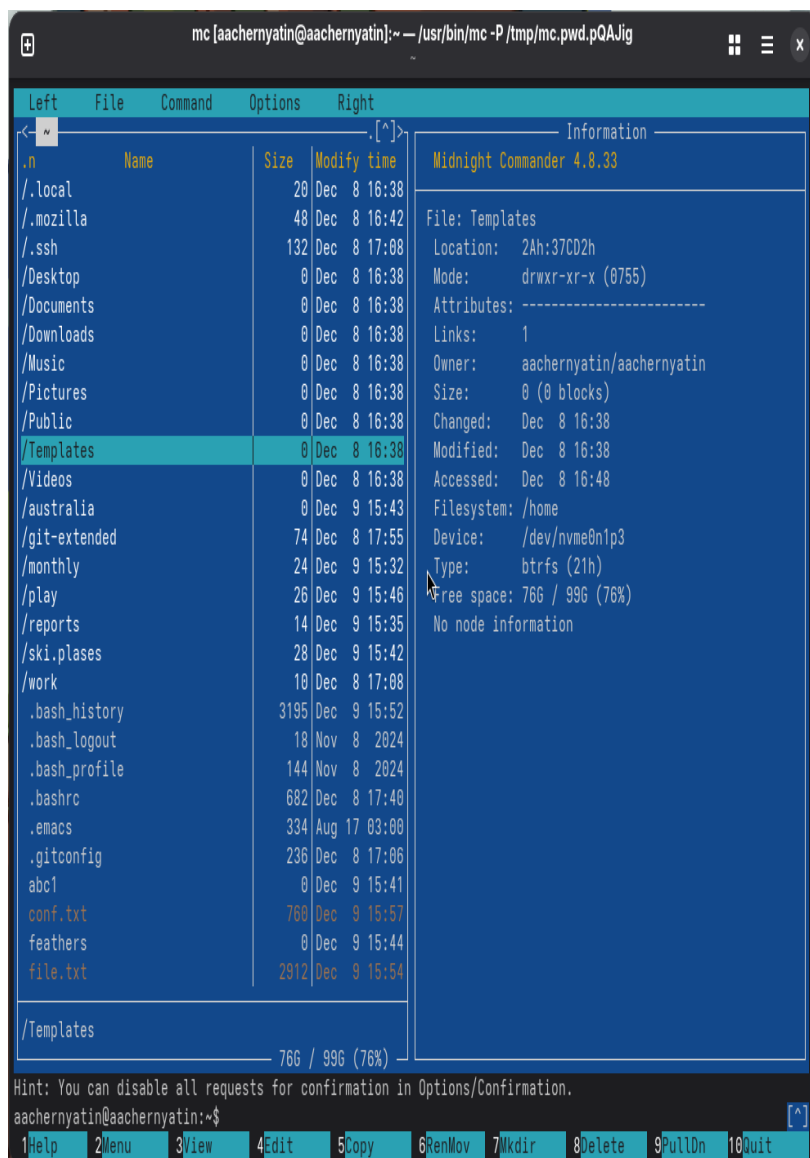 mc [aachernyatin@aachernyatin]:~ — /usr/bin/mc -P /tmp/mc.pwd.pQAJig
~
Left File Command Options Right
<─ ~ .[^]>
.n Name Size Modify time
/.local 20 Dec 8 16:38
/.mozilla 48 Dec 8 16:42
/.ssh 132 Dec 8 17:08
/Desktop 0 Dec 8 16:38
/Documents 0 Dec 8 16:38
/Downloads 0 Dec 8 16:38
/Music 0 Dec 8 16:38
/Pictures 0 Dec 8 16:38
/Public 0 Dec 8 16:38
/Templates 0 Dec 8 16:38
/Videos 0 Dec 8 16:38
/australia 0 Dec 9 15:43
/git-extended 74 Dec 8 17:55
/monthly 24 Dec 9 15:32
/play 26 Dec 9 15:46
/reports 14 Dec 9 15:35
/ski.plases 28 Dec 9 15:42
/work 10 Dec 8 17:08
.bash_history 3195 Dec 9 15:52
.bash_logout 18 Nov 8 2024
.bash_profile 144 Nov 8 2024
.bashrc 682 Dec 8 17:40
.emacs 334 Aug 17 03:00
.gitconfig 236 Dec 8 17:06
abc1 0 Dec 9 15:41
conf.txt 760 Dec 9 15:57
feathers 0 Dec 9 15:44
file.txt 2912 Dec 9 15:54
/Templates
76G / 99G (76%)
Information
Midnight Commander 4.8.33
File: Templates
Location: 2Ah:37CD2h
Mode: drwxr-xr-x (0755)
Attributes: -------------------------
Links: 1
Owner: aachernyatin/aachernyatin
Size: 0 (0 blocks)
Changed: Dec 8 16:38
Modified: Dec 8 16:38
Accessed: Dec 8 16:48
Filesystem: /home
Device: /dev/nvme0n1p3
Type: btrfs (21h)
Free space: 76G / 99G (76%)
No node information
Hint: You can disable all requests for confirmation in Options/Confirmation.
aachernyatin@aachernyatin:~$ [^]
1Help 2Menu 3View 4Edit 5Copy 6RenMov 7Mkdir 8Delete 9PullDn 10Quit